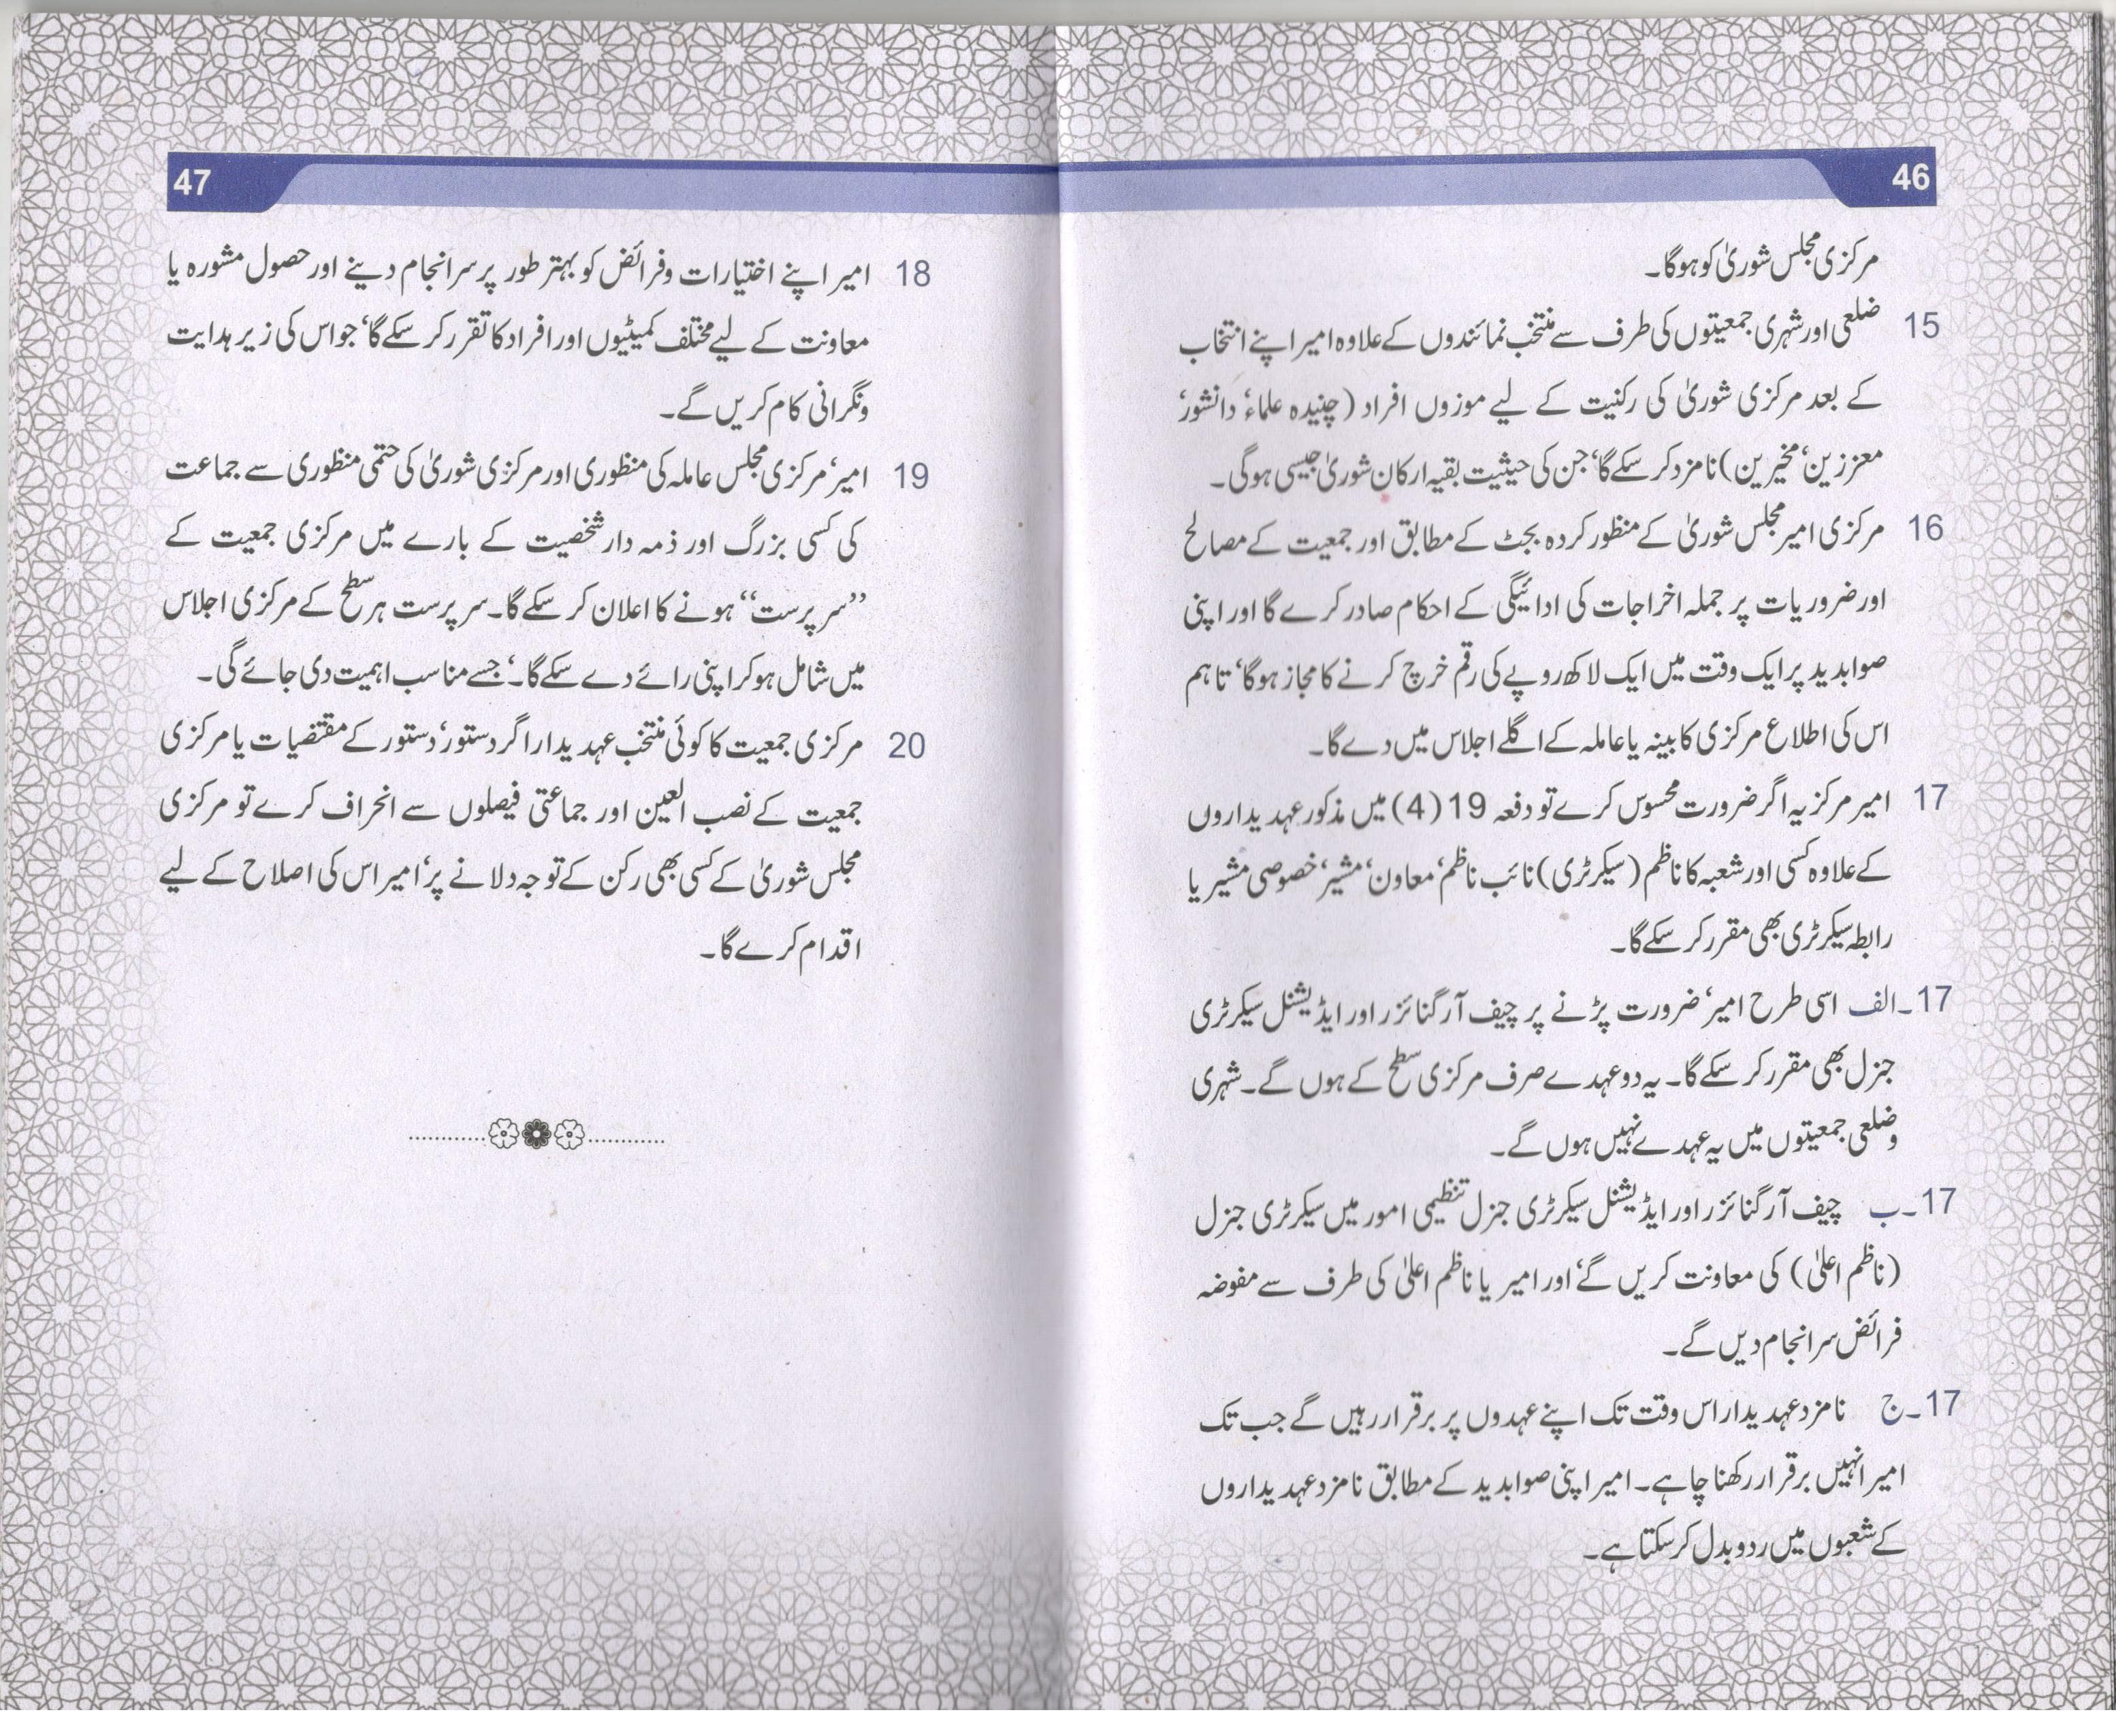 46
مرکزی مجلس شوریٰ کو ہوگا۔
15 ضلعی اور شہری جمعیتوں کی طرف سے منتخب نمائندوں کے علاوہ امیر اپنے انتخاب
کے بعد مرکزی شوریٰ کی رکنیت کے لیے موزوں افراد (چنیدہ علماء‘ دانشور‘
معززین‘ مخیرین) نامزد کر سکے گا‘ جن کی حیثیت بقیہ ارکان شوریٰ جیسی ہوگی۔
16 مرکزی امیر مجلس شوریٰ کے منظور کردہ بجٹ کے مطابق اور جمعیت کے مصالح
اور ضروریات پر جملہ اخراجات کی ادائیگی کے احکام صادر کرے گا اور اپنی
صوابدید پر ایک وقت میں ایک لاکھ روپے کی رقم خرچ کرنے کا مجاز ہوگا‘ تاہم
اس کی اطلاع مرکزی کابینہ یا عاملہ کے اگلے اجلاس میں دے گا۔
17 امیر مرکزیہ اگر ضرورت محسوس کرے تو دفعہ 19 (4) میں مذکور عہدیداروں
کے علاوہ کسی اور شعبہ کا ناظم (سیکرٹری) نائب ناظم‘ معاون‘ مشیر‘ خصوصی مشیر یا
رابطہ سیکرٹری بھی مقرر کر سکے گا۔
17۔الف اسی طرح امیر‘ ضرورت پڑنے پر چیف آرگنائزر اور ایڈیشنل سیکرٹری
جنرل بھی مقرر کر سکے گا۔ یہ دو عہدے صرف مرکزی سطح کے ہوں گے۔ شہری
وضلعی جمعیتوں میں یہ عہدے نہیں ہوں گے۔
17۔ب چیف آرگنائزر اور ایڈیشنل سیکرٹری جنرل تنظیمی امور میں سیکرٹری جنرل
(ناظم اعلیٰ) کی معاونت کریں گے‘ اور امیر یا ناظم اعلیٰ کی طرف سے مفوضہ
فرائض سرانجام دیں گے۔
17۔ج نامزد عہدیدار اس وقت تک اپنے عہدوں پر برقرار رہیں گے جب تک
امیر انہیں برقرار رکھنا چاہے۔ امیر اپنی صوابدید کے مطابق نامزد عہدیداروں
کے شعبوں میں ردوبدل کر سکتا ہے۔
47
18 امیر اپنے اختیارات وفرائض کو بہتر طور پر سرانجام دینے اور حصول مشورہ یا
معاونت کے لیے مختلف کمیٹیوں اور افراد کا تقرر کر سکے گا‘ جو اس کی زیر ہدایت
ونگرانی کام کریں گے۔
19 امیر‘ مرکزی مجلس عاملہ کی منظوری اور مرکزی شوریٰ کی حتمی منظوری سے جماعت
کی کسی بزرگ اور ذمہ دار شخصیت کے بارے میں مرکزی جمعیت کے
’’سرپرست‘‘ ہونے کا اعلان کر سکے گا۔ سرپرست ہر سطح کے مرکزی اجلاس
میں شامل ہو کر اپنی رائے دے سکے گا۔‘ جسے مناسب اہمیت دی جائے گی۔
20 مرکزی جمعیت کا کوئی منتخب عہدیدار اگر دستور‘ دستور کے مقتضیات یا مرکزی
جمعیت کے نصب العین اور جماعتی فیصلوں سے انحراف کرے تو مرکزی
مجلس شوریٰ کے کسی بھی رکن کے توجہ دلانے پر‘ امیر اس کی اصلاح کے لیے
اقدام کرے گا۔